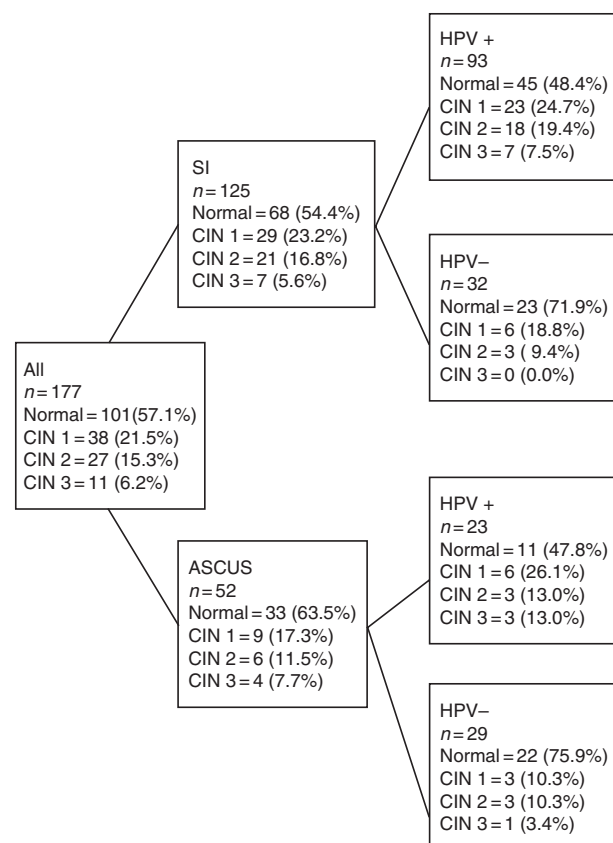 All
n=177
Normal=101(57.1%)
CIN 1=38 (21.5%)
CIN 2=27 (15.3%)
CIN 3=11 (6.2%)
SI
n=125
Normal=68 (54.4%)
CIN 1=29 (23.2%)
CIN 2=21 (16.8%)
CIN 3=7 (5.6%)
HPV +
n=93
Normal=45 (48.4%)
CIN 1=23 (24.7%)
CIN 2=18 (19.4%)
CIN 3=7 (7.5%)
HPV–
n=32
Normal=23 (71.9%)
CIN 1=6 (18.8%)
CIN 2=3 ( 9.4%)
CIN 3=0 (0.0%)
ASCUS
n=52
Normal=33 (63.5%)
CIN 1=9 (17.3%)
CIN 2=6 (11.5%)
CIN 3=4 (7.7%)
HPV +
n=23
Normal=11 (47.8%)
CIN 1=6 (26.1%)
CIN 2=3 (13.0%)
CIN 3=3 (13.0%)
HPV–
n=29
Normal=22 (75.9%)
CIN 1=3 (10.3%)
CIN 2=3 (10.3%)
CIN 3=1 (3.4%)